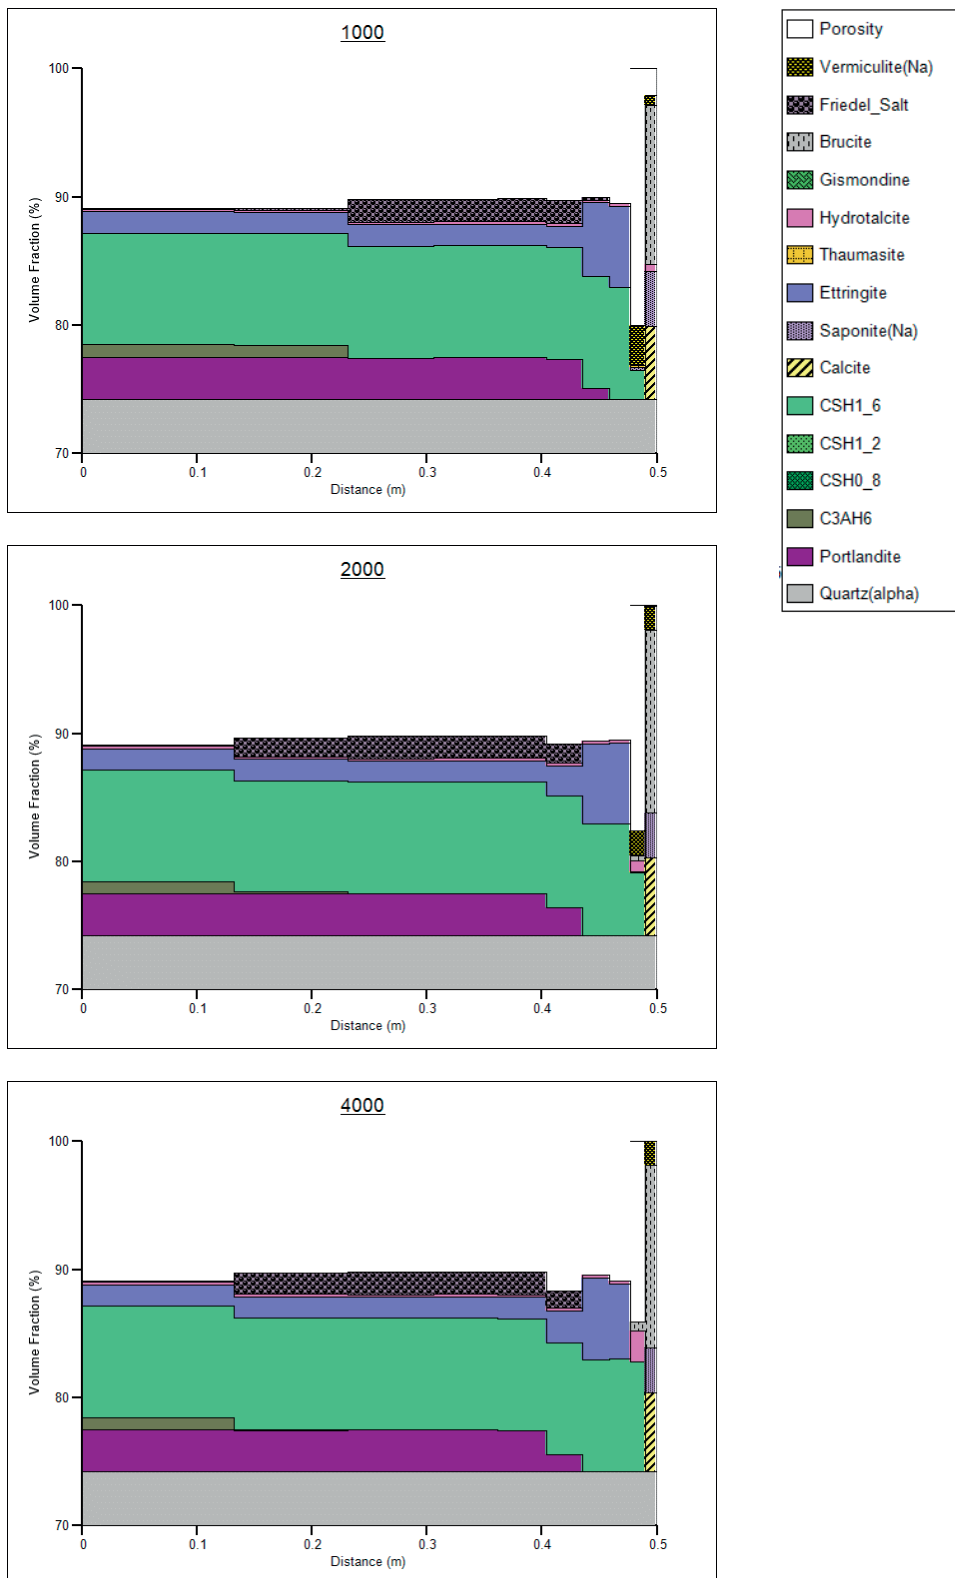 1000
100
90
80
70
Volume Fraction (%)
0
0.1
0.2
0.3
0.4
0.5
Distance (m)
Porosity
Vermiculite(Na)
Friedel_Salt
Brucite
Gismondine
Hydrotalcite
Thaumasite
Ettringite
Saponite(Na)
Calcite
CSH1_6
CSH1_2
CSH0_8
C3AH6
Portlandite
Quartz(alpha)
2000
100
90
80
70
Volume Fraction (%)
0
0.1
0.2
0.3
0.4
0.5
Distance (m)
4000
100
90
80
70
Volume Fraction (%)
0
0.1
0.2
0.3
0.4
0.5
Distance (m)